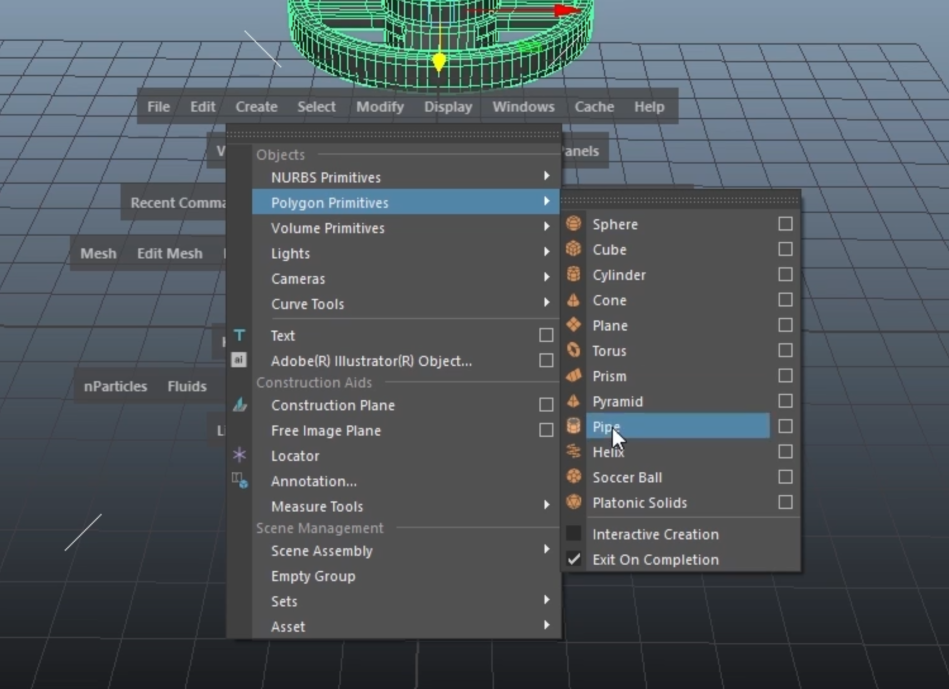 File Edit Create Select Modify Display Windows Cache Help
Objects
NURBS Primitives
Polygon Primitives
Volume Primitives
Lights
Cameras
Curve Tools
Text
Adobe(R) Illustrator(R) Object...
Construction Aids
Construction Plane
Free Image Plane
Locator
Annotation...
Measure Tools
Scene Management
Scene Assembly
Empty Group
Sets
Asset
Sphere
Cube
Cylinder
Cone
Plane
Torus
Prism
Pyramid
Pipe
Helix
Soccer Ball
Platonic Solids
Interactive Creation
Exit On Completion
Recent
Mesh Edit Mesh
nParticles Fluids